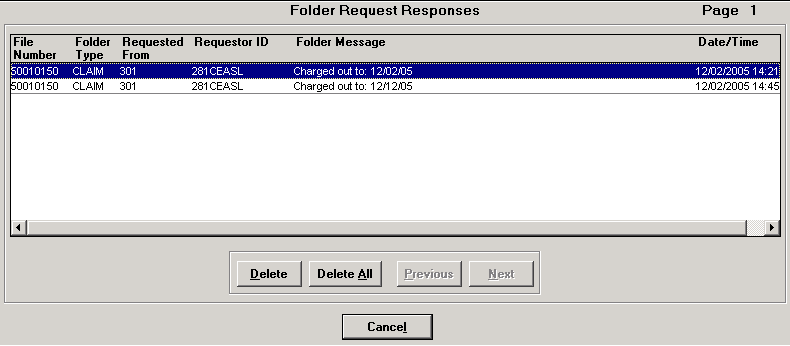 Folder Request Responses Page 1
File Number Folder Type Requested From Requestor ID Folder Message Date/Time
50010150 CLAIM 301 281CEASL Charged out to: 12/02/05 12/02/2005 14:21
50010150 CLAIM 301 281CEASL Charged out to: 12/12/05 12/02/2005 14:45
Delete Delete All Previous Next
Cancel